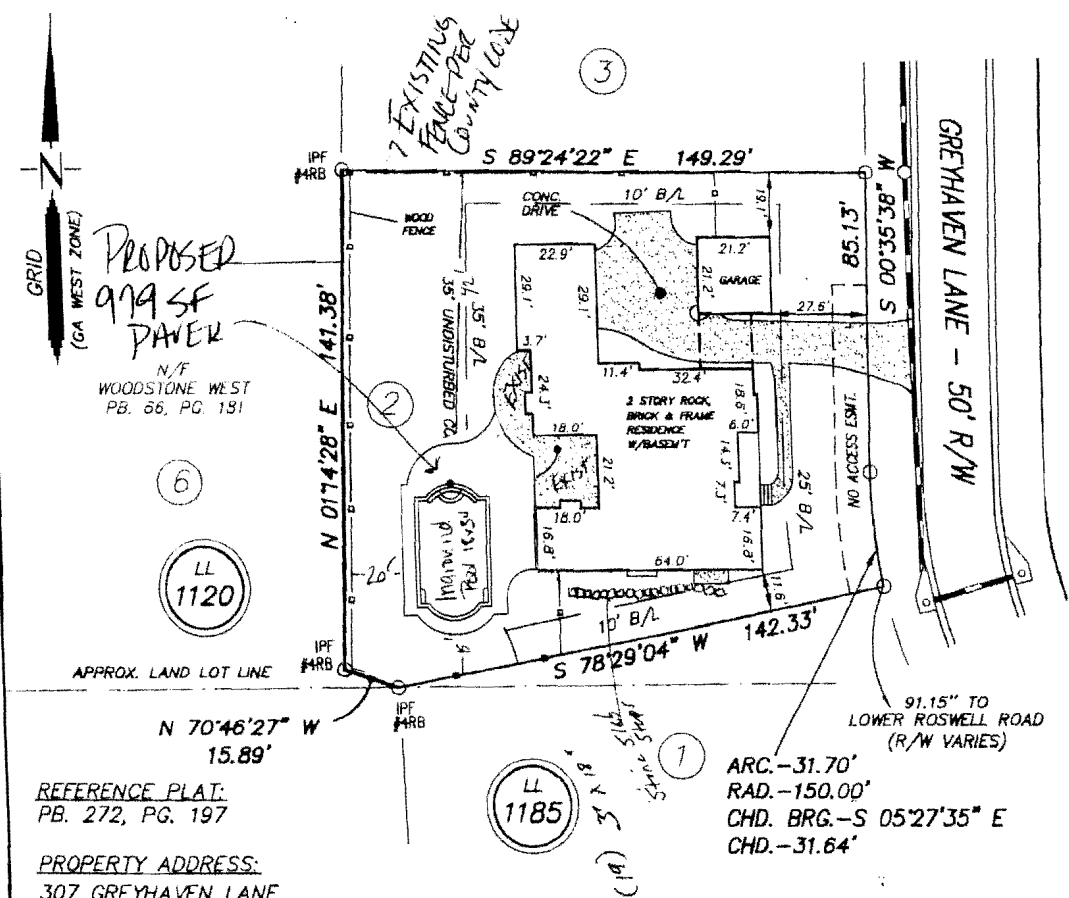 7 EXISTING
FENCE PER
COUNTY CODE
3
N
GRID
(GA WEST ZONE)
IPF
#4RB
S 89°24'22" E 149.29'
10' B/L
CONC.
DRIVE
WOOD
FENCE
19.1'
85.13'
S 00°35'38" W
GREYHAVEN LANE - 50' R/W
PROPOSED
979 SF
PAVER
N/F
WOODSTONE WEST
PB. 66, PG. 181
N 01°14'28" E 141.38'
35' B/L
35' UNDISTURBED
22.9'
29.1'
29.1'
21.2'
21.2'
GARAGE
27.6'
3.7'
11.4'
32.4'
EXIST
24.3'
2 STORY ROCK,
BRICK & FRAME
RESIDENCE
W/BASEM'T
18.6'
6.0'
14.5'
7.3'
7.4'
NO ACCESS ESMT.
25' B/L
2
6
18.0'
EXIST
21.2'
18.0'
16.8'
64.0'
16.8'
11.6
20'
LL
1120
10' B/L
S 78°29'04" W 142.33'
APPROX. LAND LOT LINE
IPF
#4RB
IPF
#4RB
N 70°46'27" W
15.89'
91.15" TO
LOWER ROSWELL ROAD
(R/W VARIES)
1
(19) 3' x 18"
LL
1185
ARC.-31.70'
RAD.-150.00'
CHD. BRG.-S 05°27'35" E
CHD.-31.64'
REFERENCE PLAT:
PB. 272, PG. 197
PROPERTY ADDRESS:
307 GREYHAVEN LANE